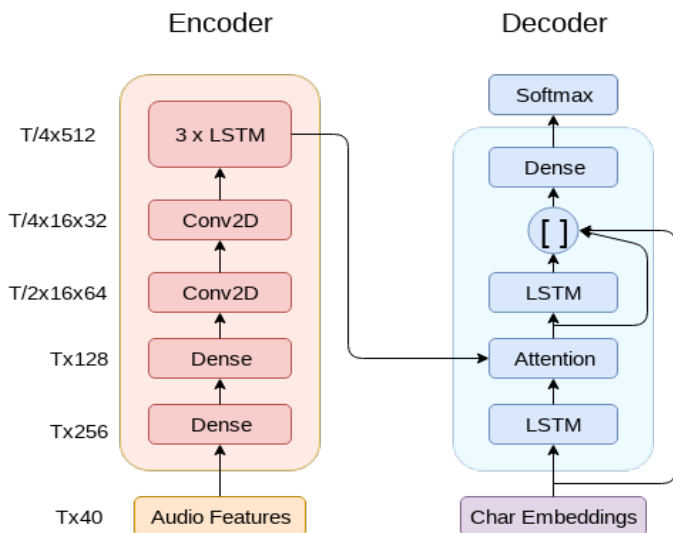 Encoder
Decoder
Softmax
T/4x512
3 x LSTM
Dense
T/4x16x32
Conv2D
[ ]
T/2x16x64
Conv2D
LSTM
Tx128
Dense
Attention
Tx256
Dense
LSTM
Tx40
Audio Features
Char Embeddings